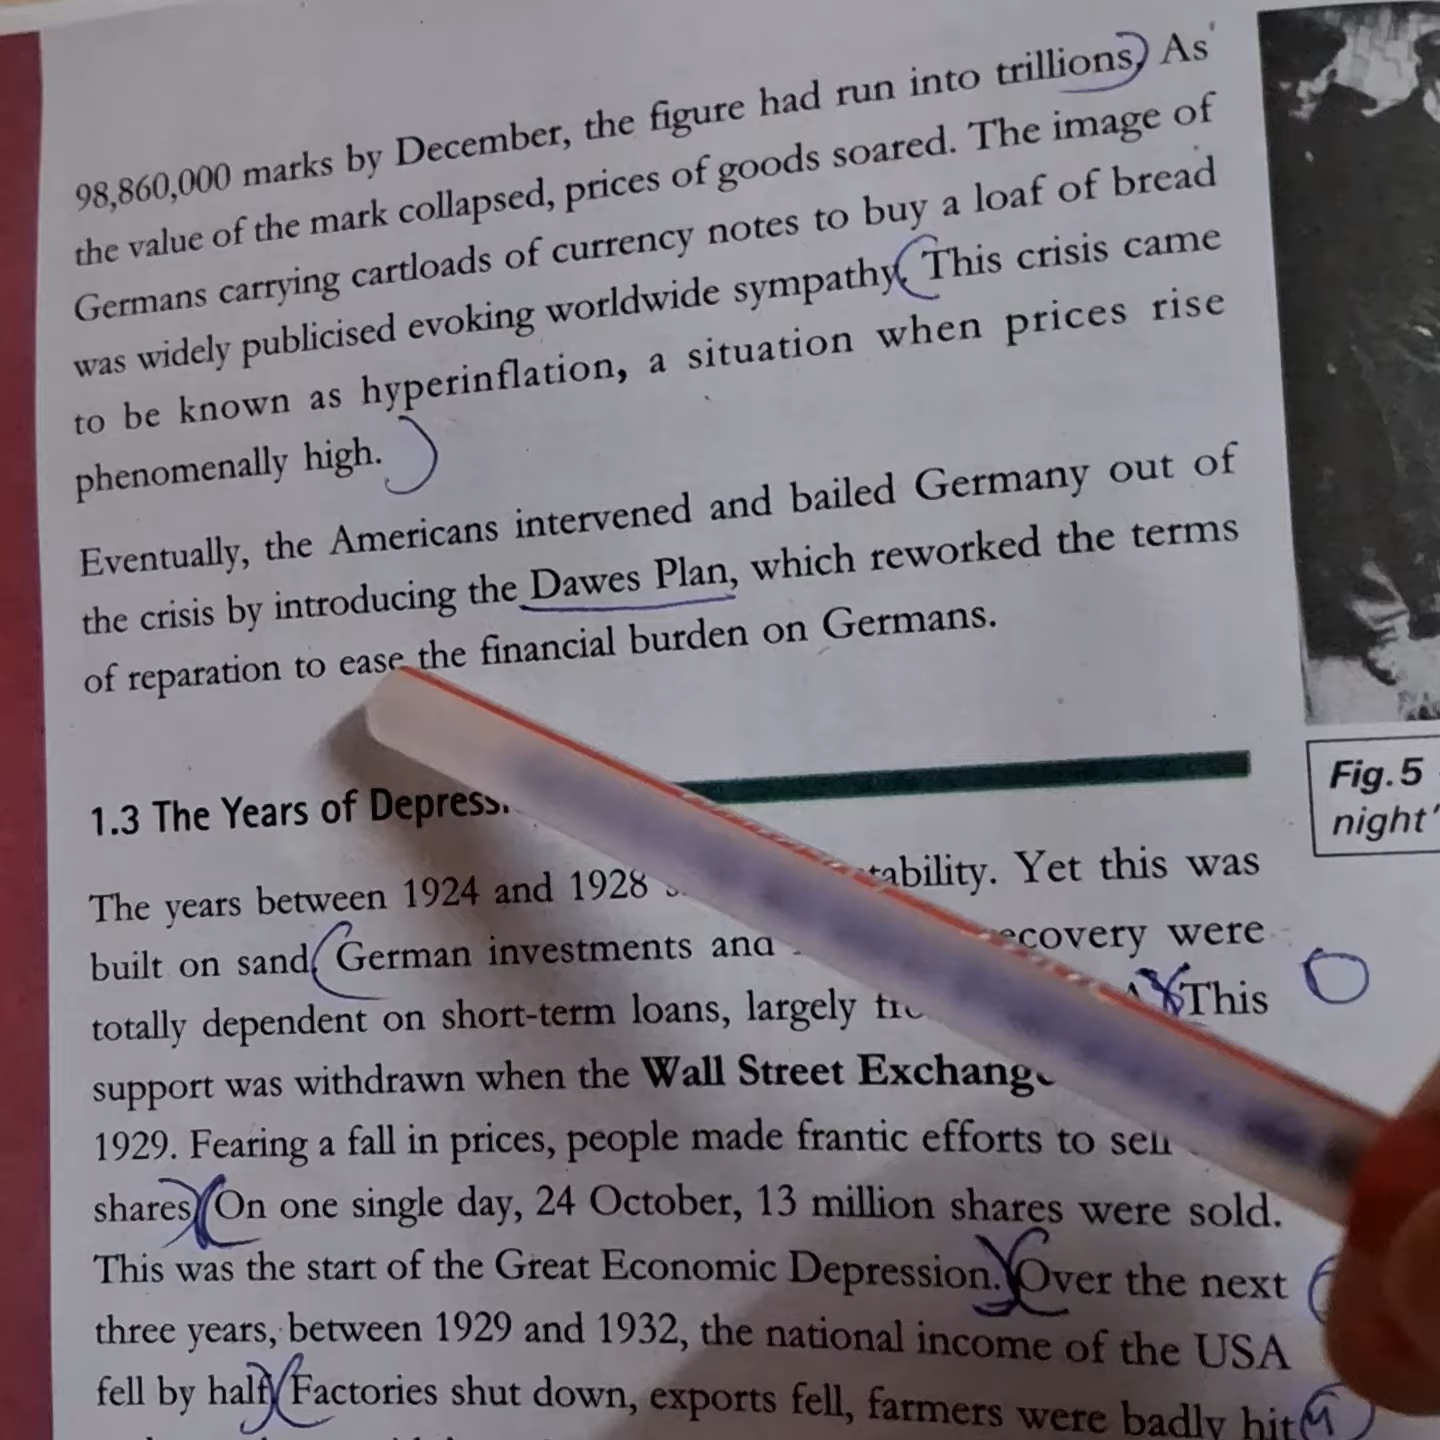 98,860,000 marks by December, the figure had run into trillions. As
the value of the mark collapsed, prices of goods soared. The image of
Germans carrying cartloads of currency notes to buy a loaf of bread
was widely publicised evoking worldwide sympathy. This crisis came
to be known as hyperinflation, a situation when prices rise
phenomenally high.
Eventually, the Americans intervened and bailed Germany out of
the crisis by introducing the Dawes Plan, which reworked the terms
of reparation to ease the financial burden on Germans.
1.3 The Years of
The years between 1924 and 1928 Yet this was
built on sand. German investments and were
totally dependent on short-term loans, largely This
support was withdrawn when the Wall Street
1929. Fearing a fall in prices, people made frantic efforts to sell
shares. On one single day, 24 October, 13 million shares were sold.
This was the start of the Great Economic Depression. Over the next
three years, between 1929 and 1932, the national income of the USA
fell by half. Factories shut down, exports fell, farmers were badly hit
Fig.5
night'